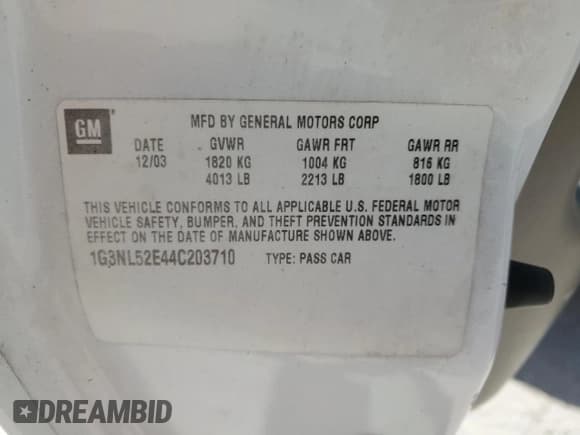 GM
MFD BY GENERAL MOTORS CORP
DATE GVWR GAWR FRT GAWR RR
12/03 1820 KG 1004 KG 816 KG
4013 LB 2213 LB 1800 LB
THIS VEHICLE CONFORMS TO ALL APPLICABLE U.S. FEDERAL MOTOR
VEHICLE SAFETY, BUMPER, AND THEFT PREVENTION STANDARDS IN
EFFECT ON THE DATE OF MANUFACTURE SHOWN ABOVE.
1G3NL52E44C203710 TYPE: PASS CAR
DREAMBID